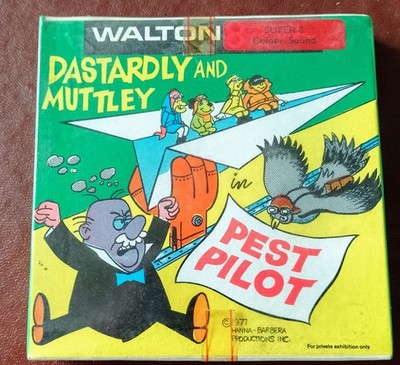 WALTON
SUPER 8
Colour Sound
DASTARDLY AND
MUTTLEY
in
PEST
PILOT
©1977
HANNA-BARBERA
PRODUCTIONS INC.
For private exhibition only